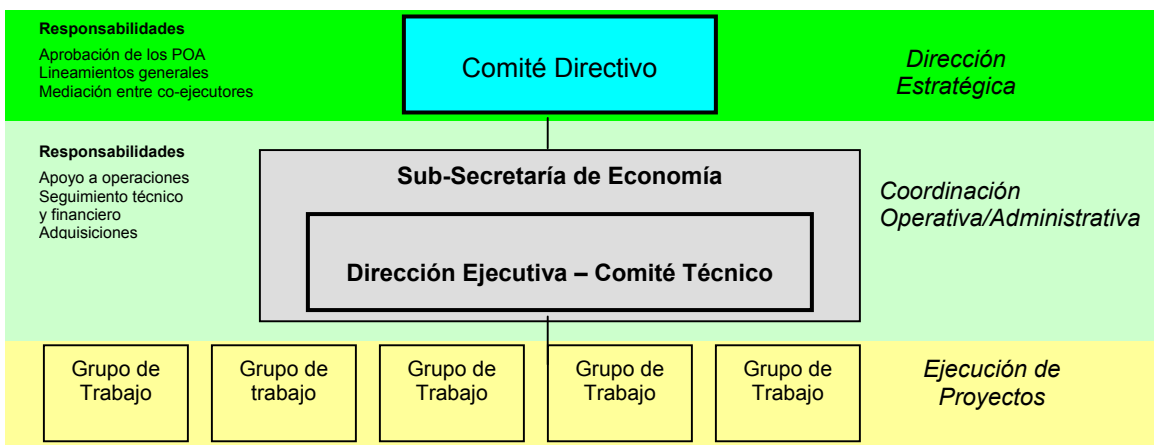 Responsabilidades
Aprobación de los POA
Lineamientos generales
Mediación entre co-ejecutores
Comité Directivo
Dirección
Estratégica
Responsabilidades
Apoyo a operaciones
Seguimiento técnico
y financiero
Adquisiciones
Sub-Secretaría de Economía
Dirección Ejecutiva – Comité Técnico
Coordinación
Operativa/Administrativa
Grupo de
Trabajo
Grupo de
trabajo
Grupo de
Trabajo
Grupo de
Trabajo
Grupo de
Trabajo
Ejecución de
Proyectos